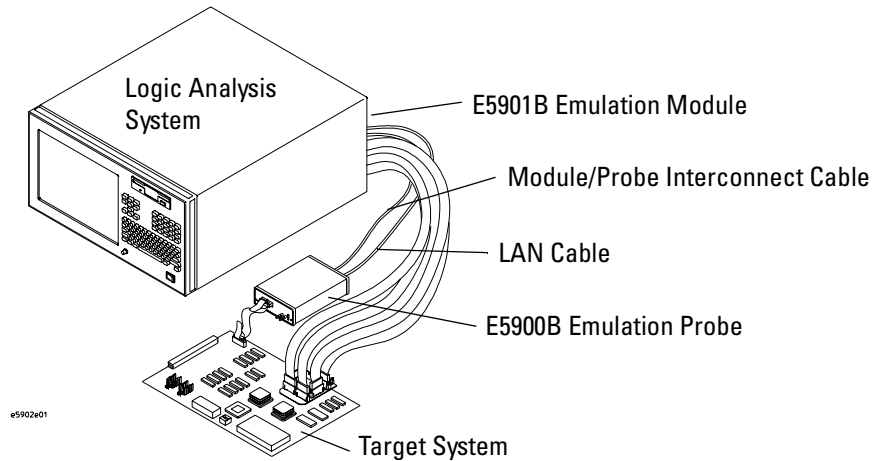 Logic Analysis
System
E5901B Emulation Module
Module/Probe Interconnect Cable
LAN Cable
E5900B Emulation Probe
e5902e01
Target System